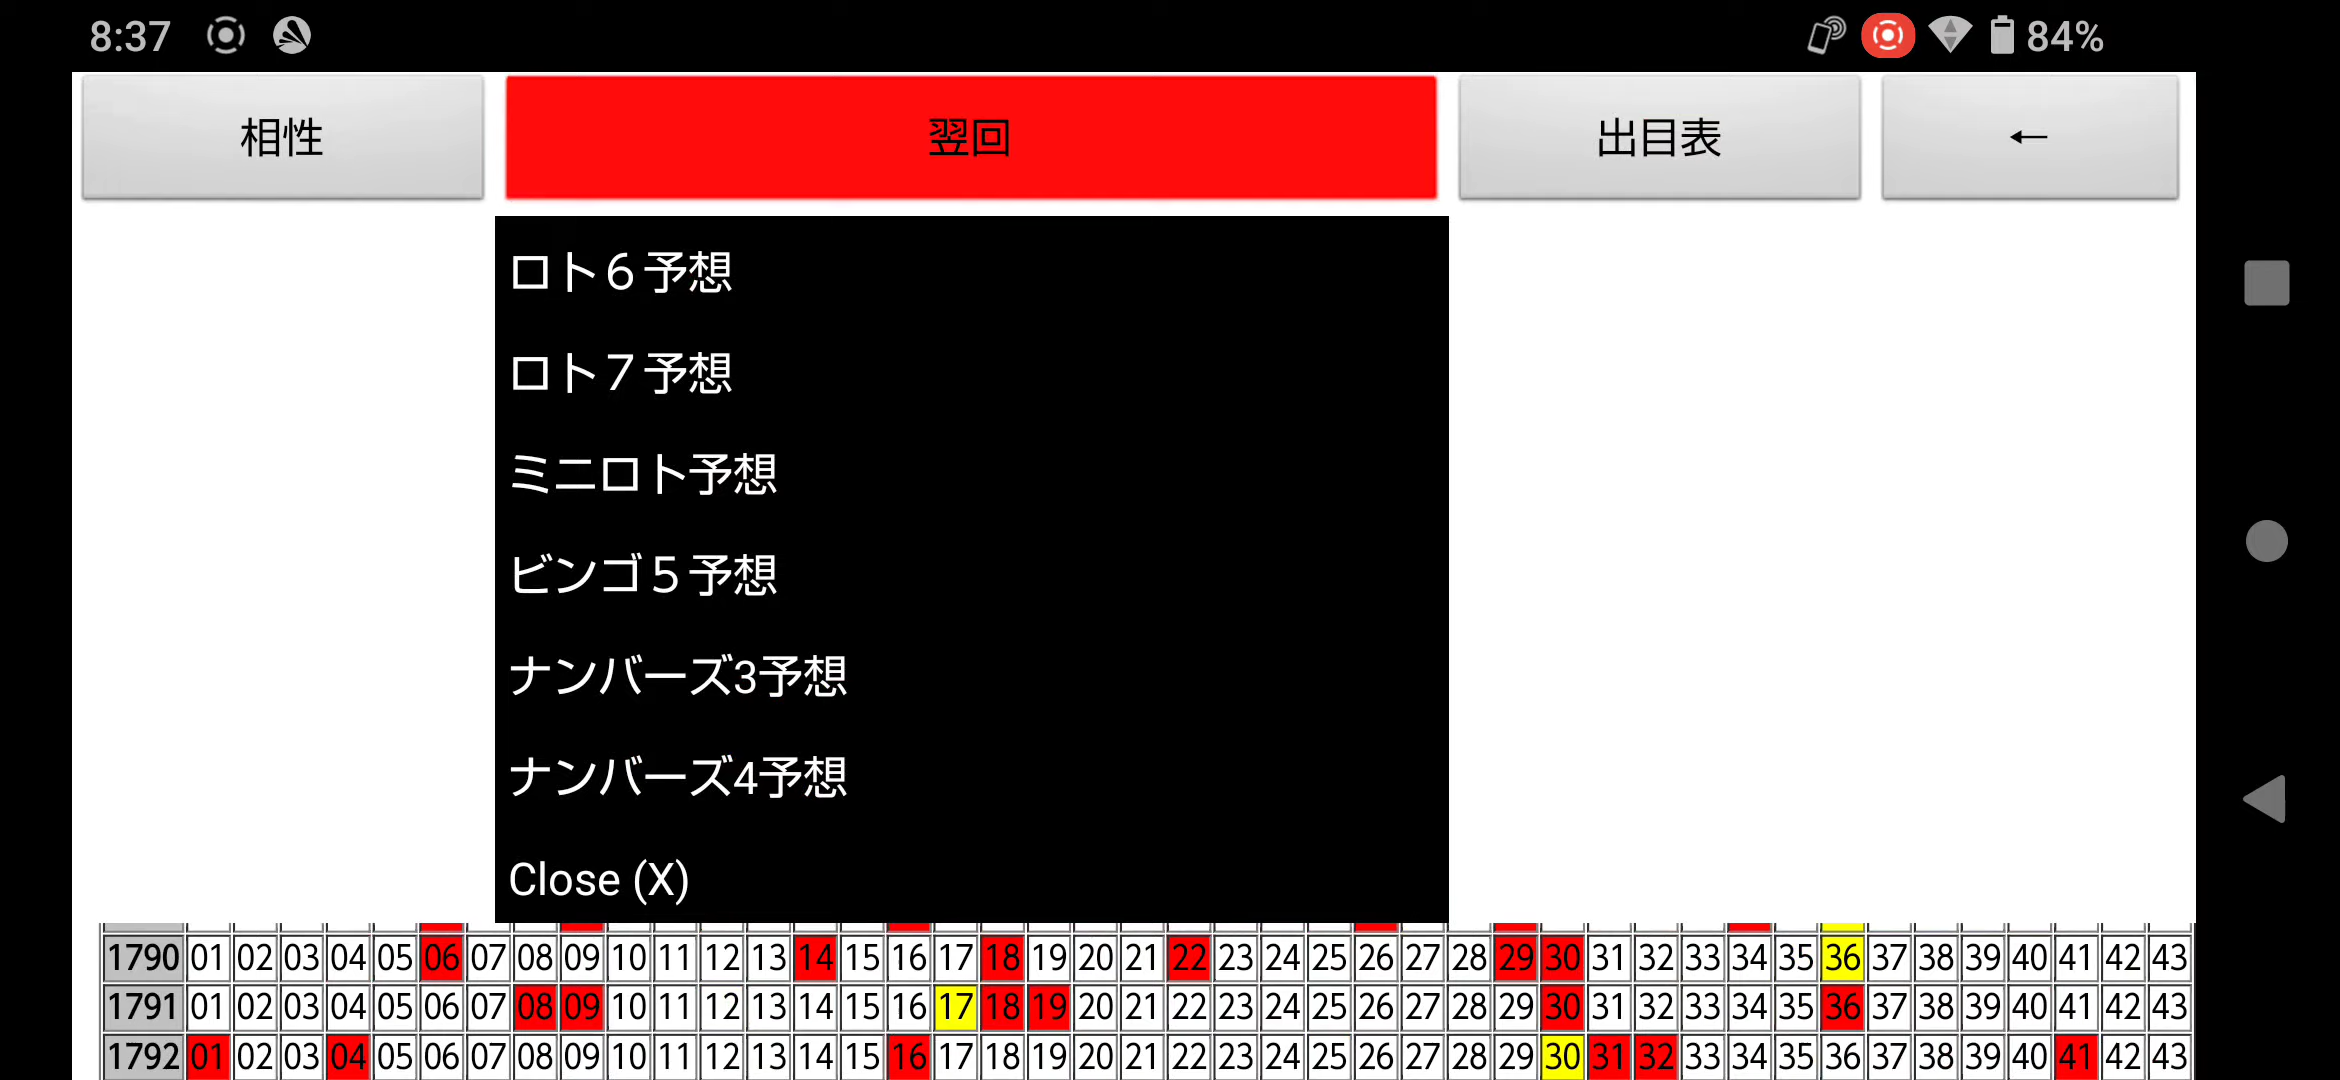 8:37 84%
相性 翌回 出目表 ←
ロト６予想
ロト７予想
ミニロト予想
ビンゴ５予想
ナンバーズ3予想
ナンバーズ4予想
Close (X)
1790 01 02 03 04 05 06 07 08 09 10 11 12 13 14 15 16 17 18 19 20 21 22 23 24 25 26 27 28 29 30 31 32 33 34 35 36 37 38 39 40 41 42 43
1791 01 02 03 04 05 06 07 08 09 10 11 12 13 14 15 16 17 18 19 20 21 22 23 24 25 26 27 28 29 30 31 32 33 34 35 36 37 38 39 40 41 42 43
1792 01 02 03 04 05 06 07 08 09 10 11 12 13 14 15 16 17 18 19 20 21 22 23 24 25 26 27 28 29 30 31 32 33 34 35 36 37 38 39 40 41 42 43